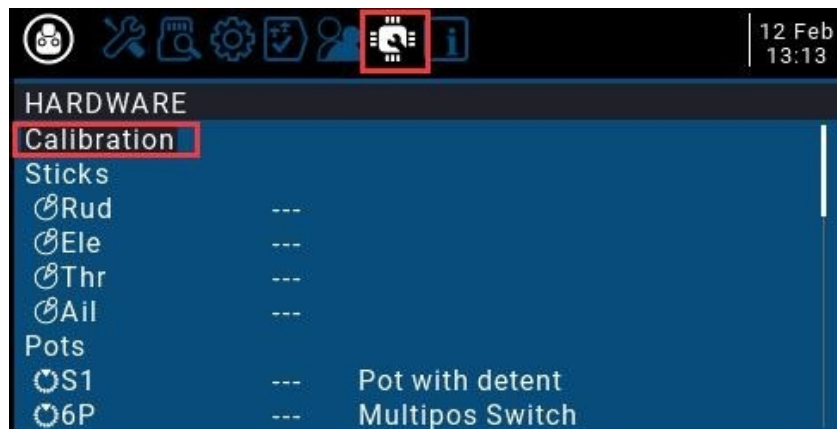 12 Feb
13:13
HARDWARE
Calibration
Sticks
Rud ---
Ele ---
Thr ---
Ail ---
Pots
S1 --- Pot with detent
6P --- Multipos Switch